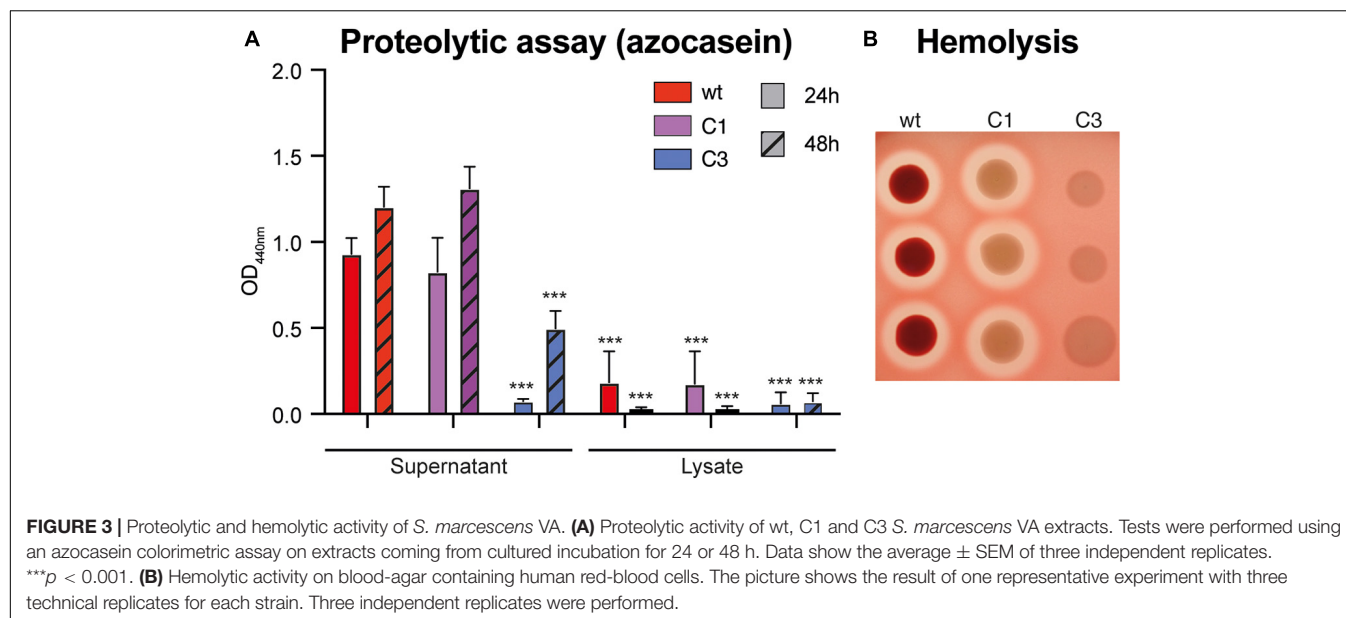 A Proteolytic assay (azocasein)
B Hemolysis
2.0
1.5
1.0
0.5
0.0
OD440nm
wt
C1
C3
24h
48h
***
***
***
***
***
***
***
***
Supernatant
Lysate
wt C1 C3
FIGURE 3 | Proteolytic and hemolytic activity of S. marcescens VA. (A) Proteolytic activity of wt, C1 and C3 S. marcescens VA extracts. Tests were performed using
an azocasein colorimetric assay on extracts coming from cultured incubation for 24 or 48 h. Data show the average ± SEM of three independent replicates.
***p < 0.001. (B) Hemolytic activity on blood-agar containing human red-blood cells. The picture shows the result of one representative experiment with three
technical replicates for each strain. Three independent replicates were performed.